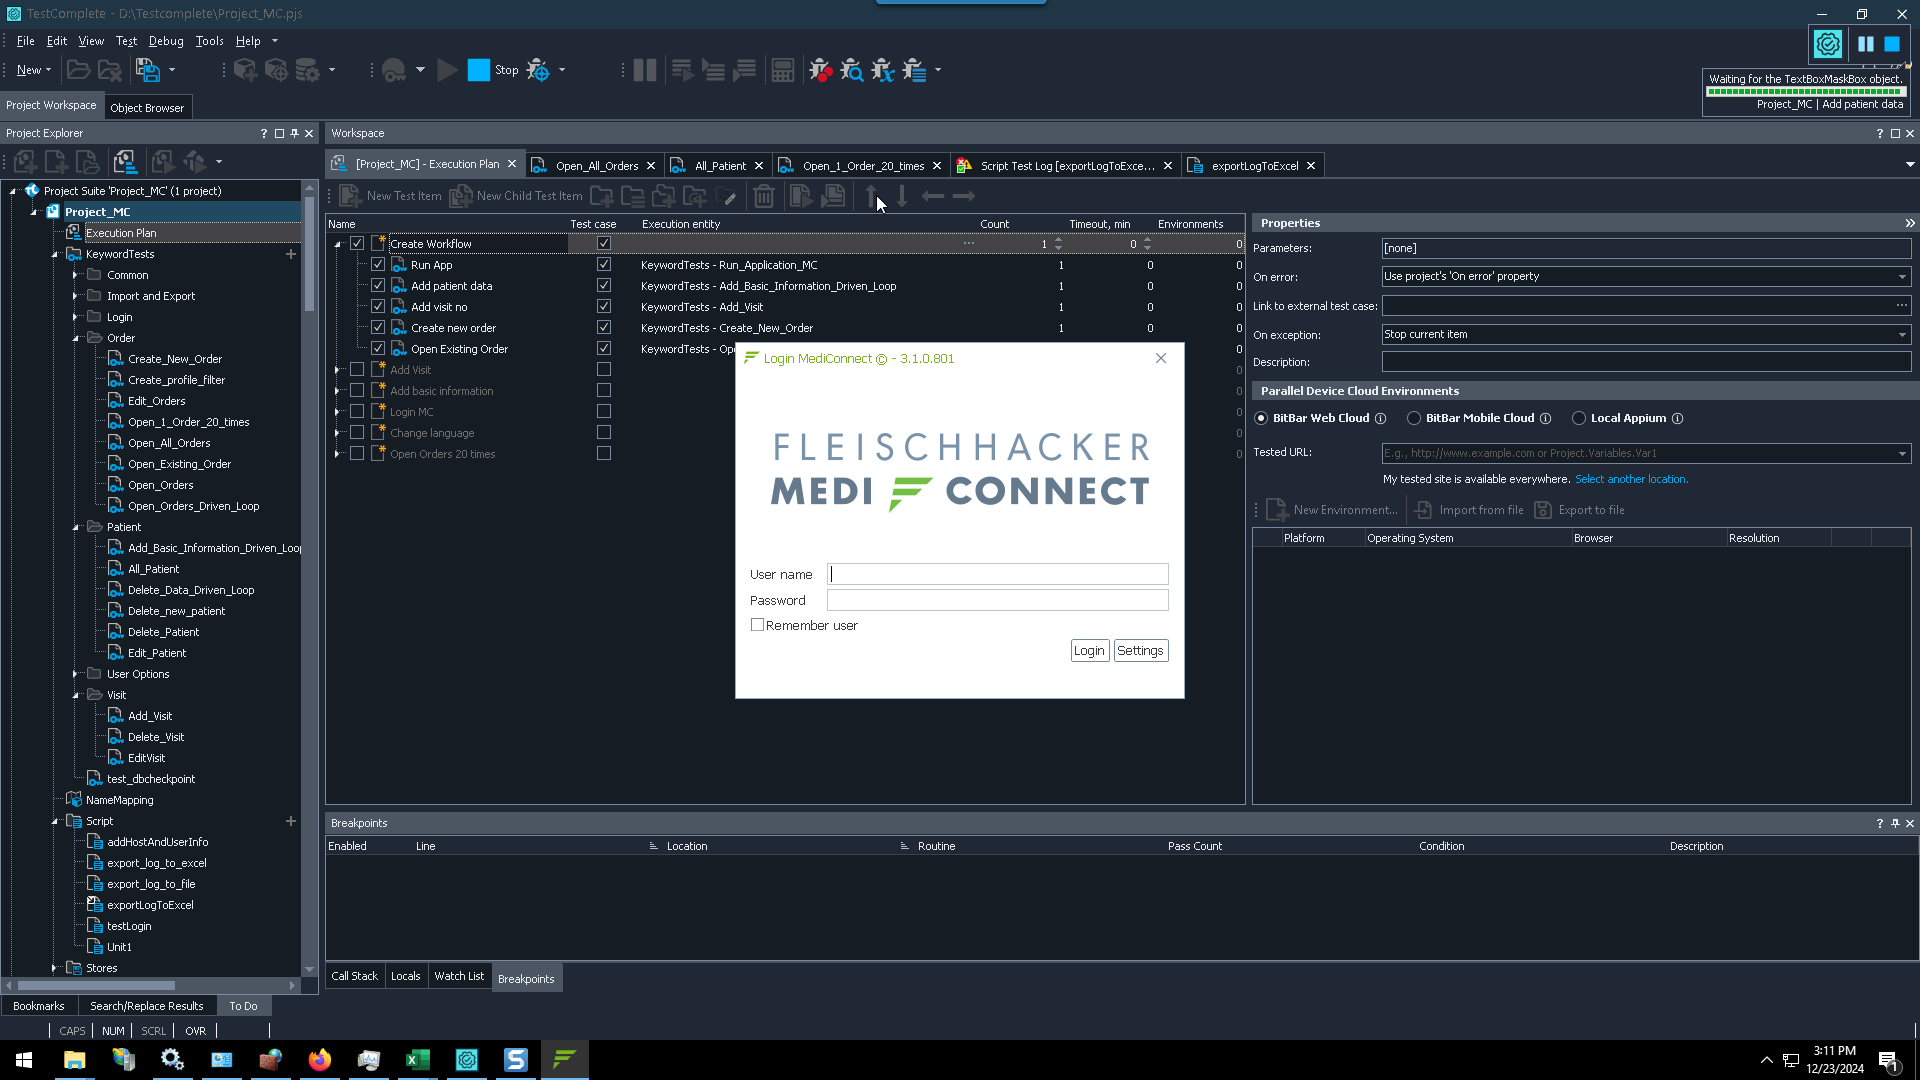 TestComplete - D:\Testcomplete\Project_MC.pjs
File Edit View Test Debug Tools Help
New Stop
Waiting for the TextBoxMaskBox object.
Project_MC | Add patient data
Project Workspace Object Browser
Project Explorer ?
Workspace ?
[Project_MC] - Execution Plan Open_All_Orders All_Patient Open_1_Order_20_times Script Test Log [exportLogToExce... exportLogToExcel
New Test Item New Child Test Item
Project Suite 'Project_MC' (1 project)
Project_MC
Execution Plan
KeywordTests
Common
Import and Export
Login
Order
Create_New_Order
Create_profile_filter
Edit_Orders
Open_1_Order_20_times
Open_All_Orders
Open_Existing_Order
Open_Orders
Open_Orders_Driven_Loop
Patient
Add_Basic_Information_Driven_Loop
All_Patient
Delete_Data_Driven_Loop
Delete_new_patient
Delete_Patient
Edit_Patient
User Options
Visit
Add_Visit
Delete_Visit
EditVisit
test_dbcheckpoint
NameMapping
Script
addHostAndUserInfo
export_log_to_excel
export_log_to_file
exportLogToExcel
testLogin
Unit1
Stores
Name Test case Execution entity Count Timeout, min Environments
Create Workflow ... 1 0 0
Run App KeywordTests - Run_Application_MC 1 0 0
Add patient data KeywordTests - Add_Basic_Information_Driven_Loop 1 0 0
Add visit no KeywordTests - Add_Visit 1 0 0
Create new order KeywordTests - Create_New_Order 1 0 0
Open Existing Order KeywordTests - Op 0
Add Visit 0
Add basic information 0
Login MC 0
Change language 0
Open Orders 20 times 0
Login MediConnect © - 3.1.0.801
FLEISCHHACKER
MEDI CONNECT
User name
Password
Remember user
Login Settings
Properties
Parameters: [none]
On error: Use project's 'On error' property
Link to external test case: ...
On exception: Stop current item
Description:
Parallel Device Cloud Environments
BitBar Web Cloud BitBar Mobile Cloud Local Appium
Tested URL: E.g., http://www.example.com or Project.Variables.Var1
My tested site is available everywhere. Select another location.
New Environment... Import from file Export to file
Platform Operating System Browser Resolution
Breakpoints ?
Enabled Line Location Routine Pass Count Condition Description
Call Stack Locals Watch List Breakpoints
Bookmarks Search/Replace Results To Do
CAPS NUM SCRL OVR
3:11 PM
12/23/2024
1